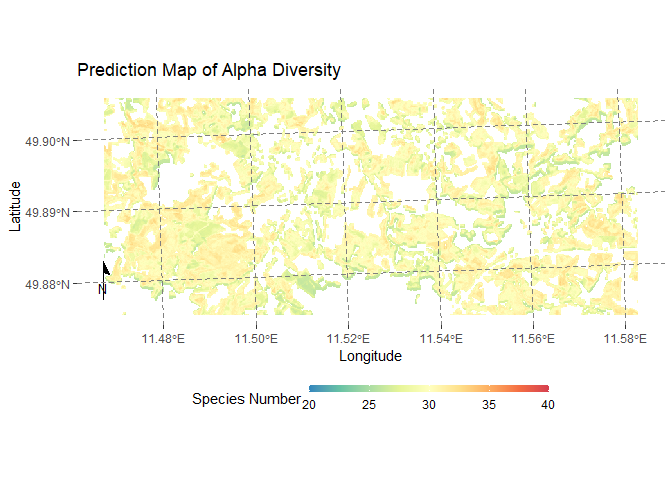 Prediction Map of Alpha Diversity
49.90°N
49.89°N
49.88°N
Latitude
N
11.48°E 11.50°E 11.52°E 11.54°E 11.56°E 11.58°E
Longitude
Species Number
20 25 30 35 40